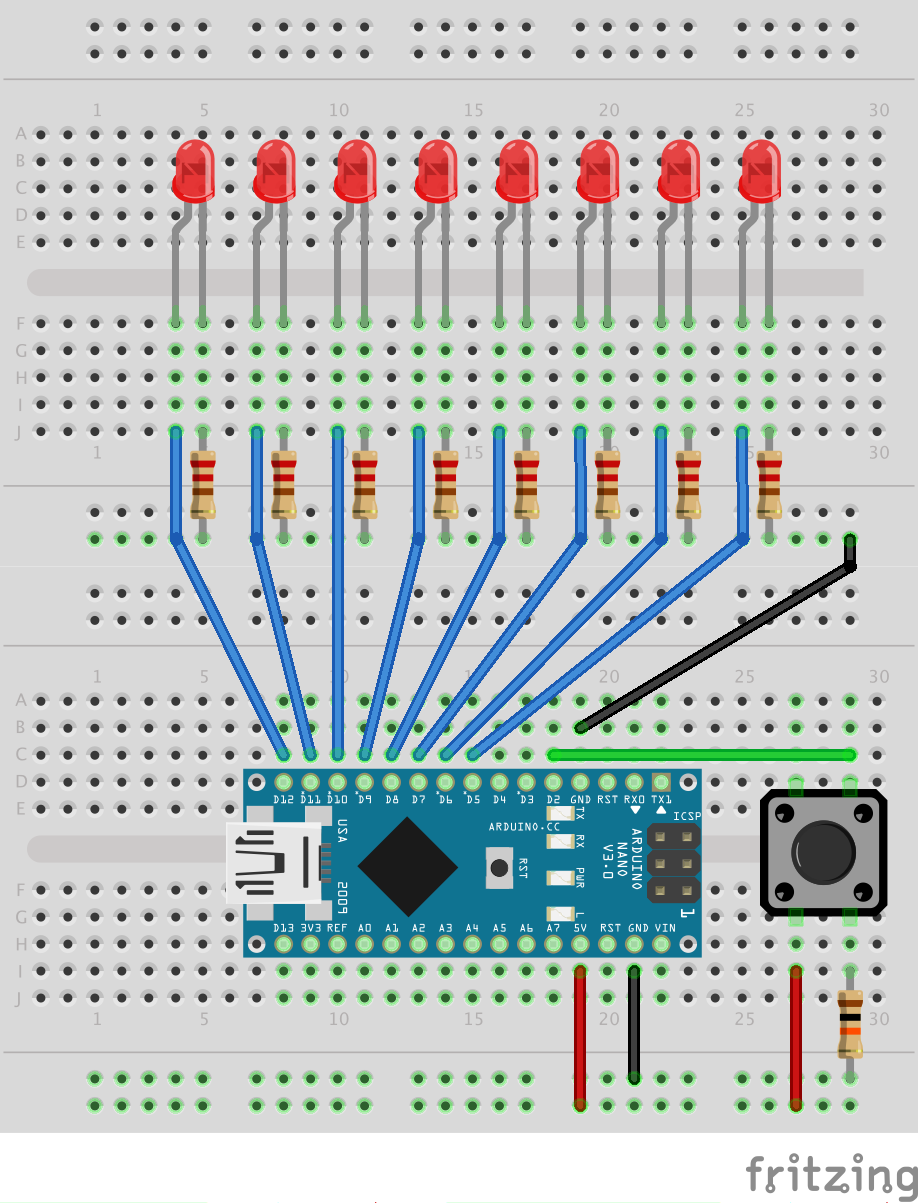 1 5 10 15 20 25 30
A
B
C
D
E
F
G
H
I
J
1 15 5 30
1 5 10 15 20 25 30
A
B
C
D
E
D12 D11 D10 D9 D8 D7 D6 D5 D4 D3 D2 GND RST RX0 TX1
TX
ICSP
ARDUINO.CC
RX
USA
ARDUINO
NANO
V3.0
RST
PWR
2009
L
1
F
G
H
D13 3V3 REF A0 A1 A2 A3 A4 A5 A6 A7 5V RST GND VIN
I
J
1 5 10 15 20 25 30
fritzing